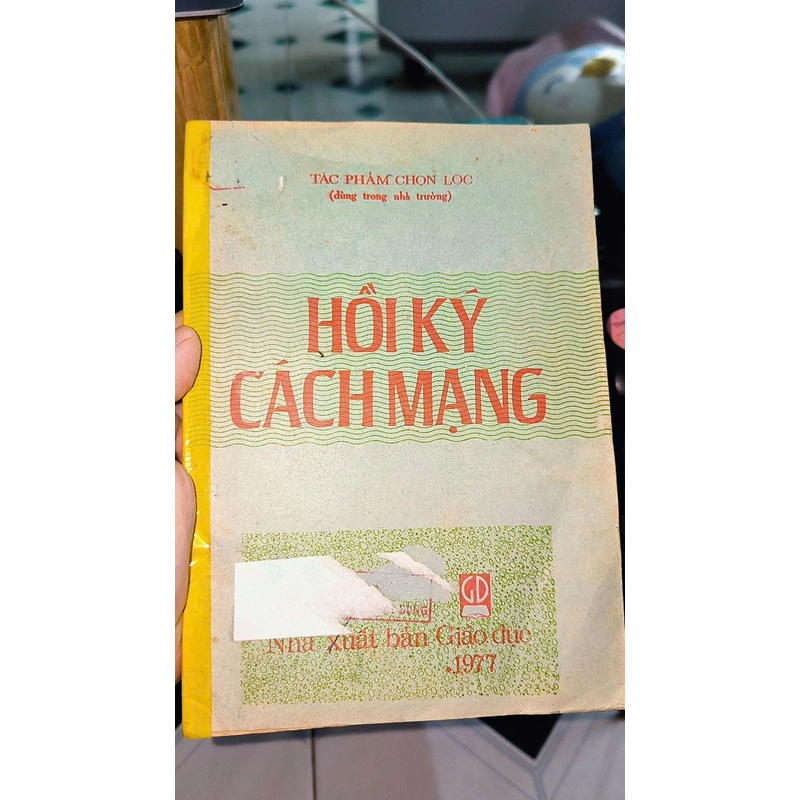 TÁC PHẨM CHỌN LỌC
(dùng trong nhà trường)
HỒI KÝ
CÁCH MẠNG
GD
Nhà xuất bản Giáo dục
1977